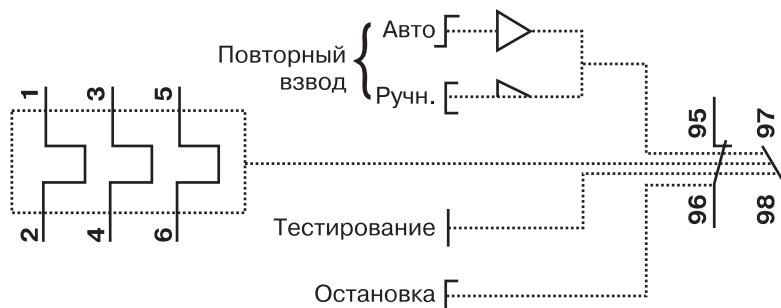 Авто
Повторный
взвод
Ручн.
1
3
5
95
97
2
4
6
96
98
Тестирование
Остановка